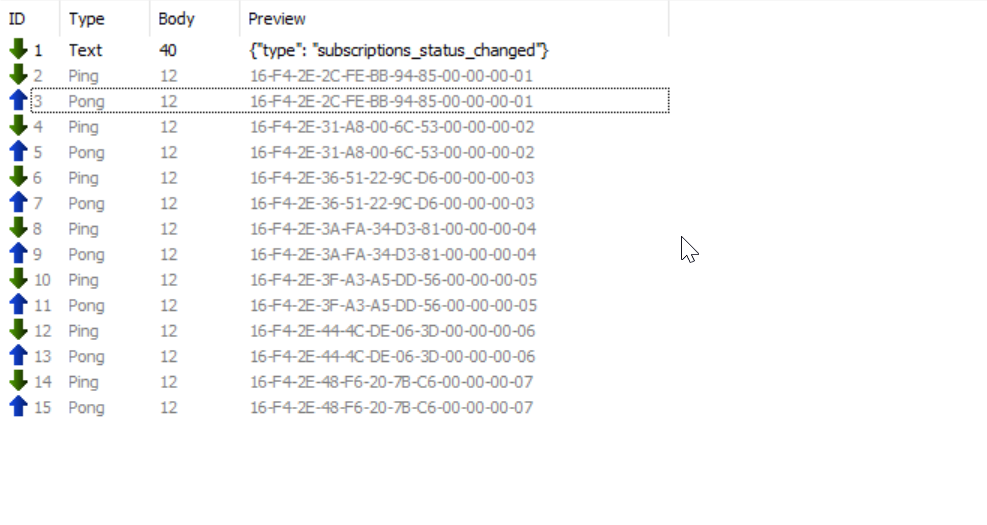 ID Type Body Preview
1 Text 40 {"type": "subscriptions_status_changed"}
2 Ping 12 16-F4-2E-2C-FE-BB-94-85-00-00-00-01
3 Pong 12 16-F4-2E-2C-FE-BB-94-85-00-00-00-01
4 Ping 12 16-F4-2E-31-A8-00-6C-53-00-00-00-02
5 Pong 12 16-F4-2E-31-A8-00-6C-53-00-00-00-02
6 Ping 12 16-F4-2E-36-51-22-9C-D6-00-00-00-03
7 Pong 12 16-F4-2E-36-51-22-9C-D6-00-00-00-03
8 Ping 12 16-F4-2E-3A-FA-34-D3-81-00-00-00-04
9 Pong 12 16-F4-2E-3A-FA-34-D3-81-00-00-00-04
10 Ping 12 16-F4-2E-3F-A3-A5-DD-56-00-00-00-05
11 Pong 12 16-F4-2E-3F-A3-A5-DD-56-00-00-00-05
12 Ping 12 16-F4-2E-44-4C-DE-06-3D-00-00-00-06
13 Pong 12 16-F4-2E-44-4C-DE-06-3D-00-00-00-06
14 Ping 12 16-F4-2E-48-F6-20-7B-C6-00-00-00-07
15 Pong 12 16-F4-2E-48-F6-20-7B-C6-00-00-00-07